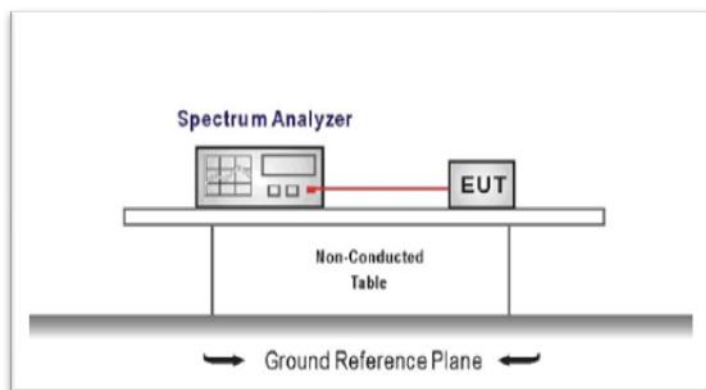 Spectrum Analyzer
EUT
Non-Conducted
Table
Ground Reference Plane